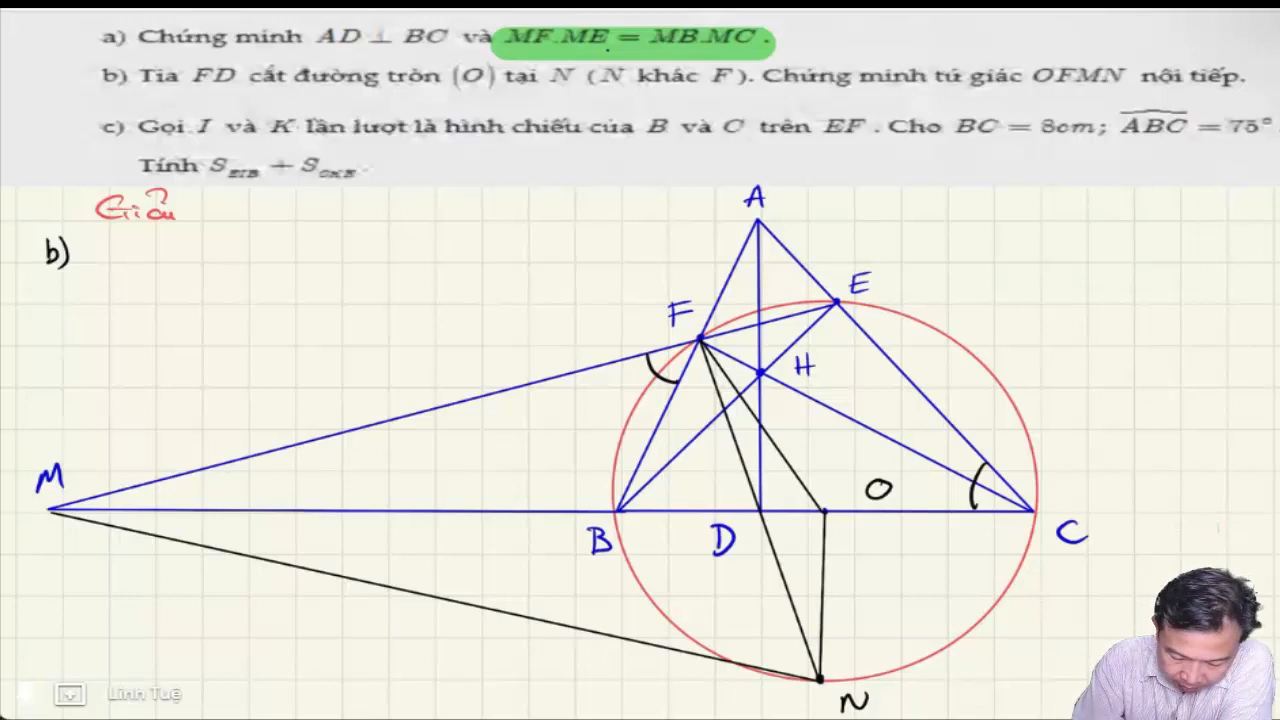 a) Chứng minh AD ⊥ BC và MF.ME = MB.MC.
b) Tia FD cắt đường tròn (O) tại N (N khác F). Chứng minh tứ giác OFMN nội tiếp.
c) Gọi I và K lần lượt là hình chiếu của B và C trên EF. Cho BC = 8cm; ABC = 75°
Tính S + S
Giải
b)
A
E
F
H
M
O
B
D
C
N
Linh Tuệ